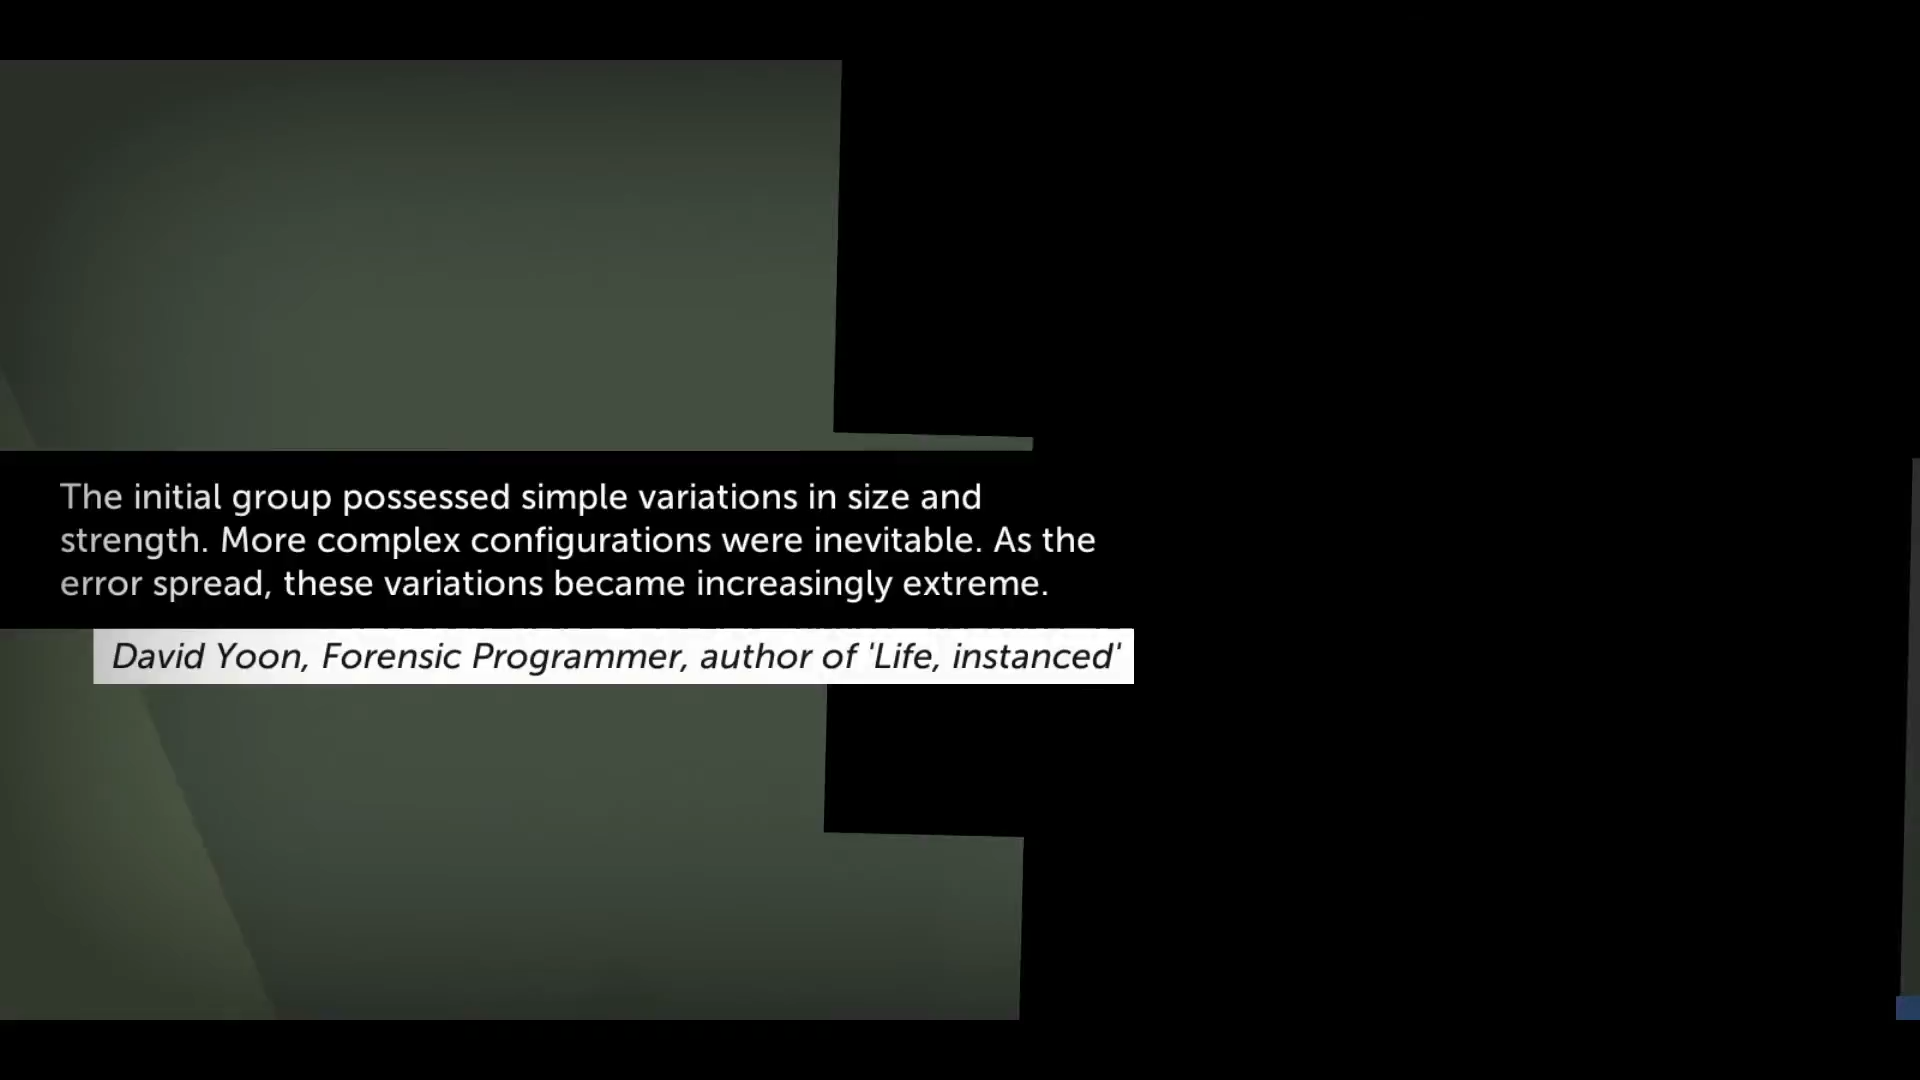 The initial group possessed simple variations in size and
strength. More complex configurations were inevitable. As the
error spread, these variations became increasingly extreme.
David Yoon, Forensic Programmer, author of 'Life, instanced'